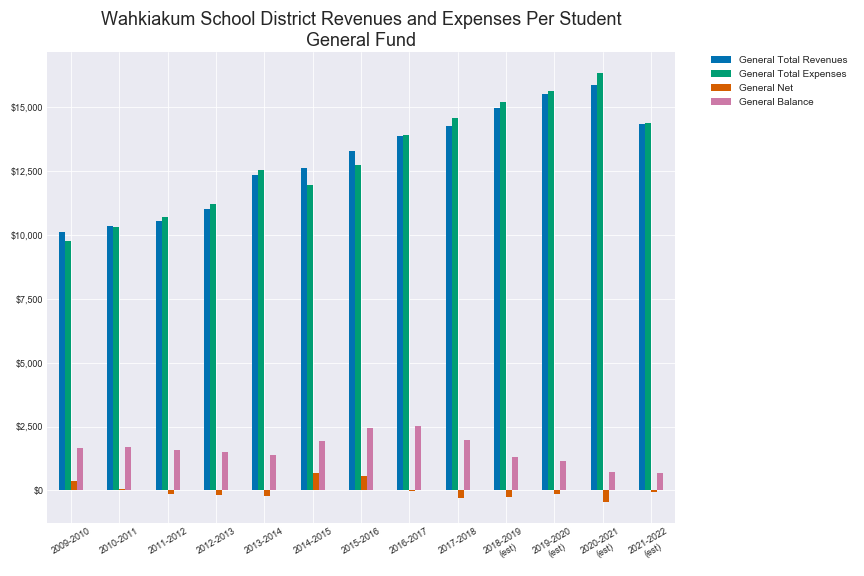 Wahkiakum School District Revenues and Expenses Per Student
General Fund
General Total Revenues
General Total Expenses
General Net
General Balance
$15,000
$12,500
$10,000
$7,500
$5,000
$2,500
$0
2009-2010
2010-2011
2011-2012
2012-2013
2013-2014
2014-2015
2015-2016
2016-2017
2017-2018
2018-2019
(est)
2019-2020
(est)
2020-2021
(est)
2021-2022
(est)